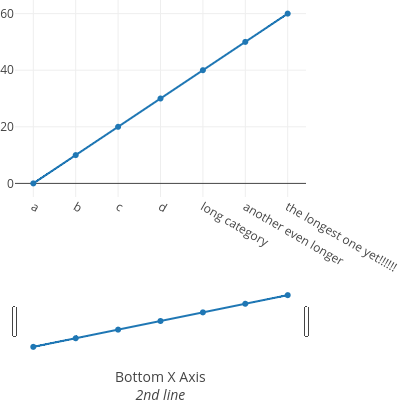 60
40
20
0
a
b
c
d
long category
another even longer
the longest one yet!!!!!!
Bottom X Axis
2nd line